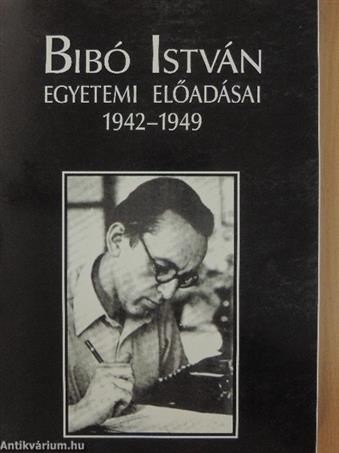 BIBÓ ISTVÁN
EGYETEMI ELŐADÁSAI
1942–1949
Antikvárium.hu